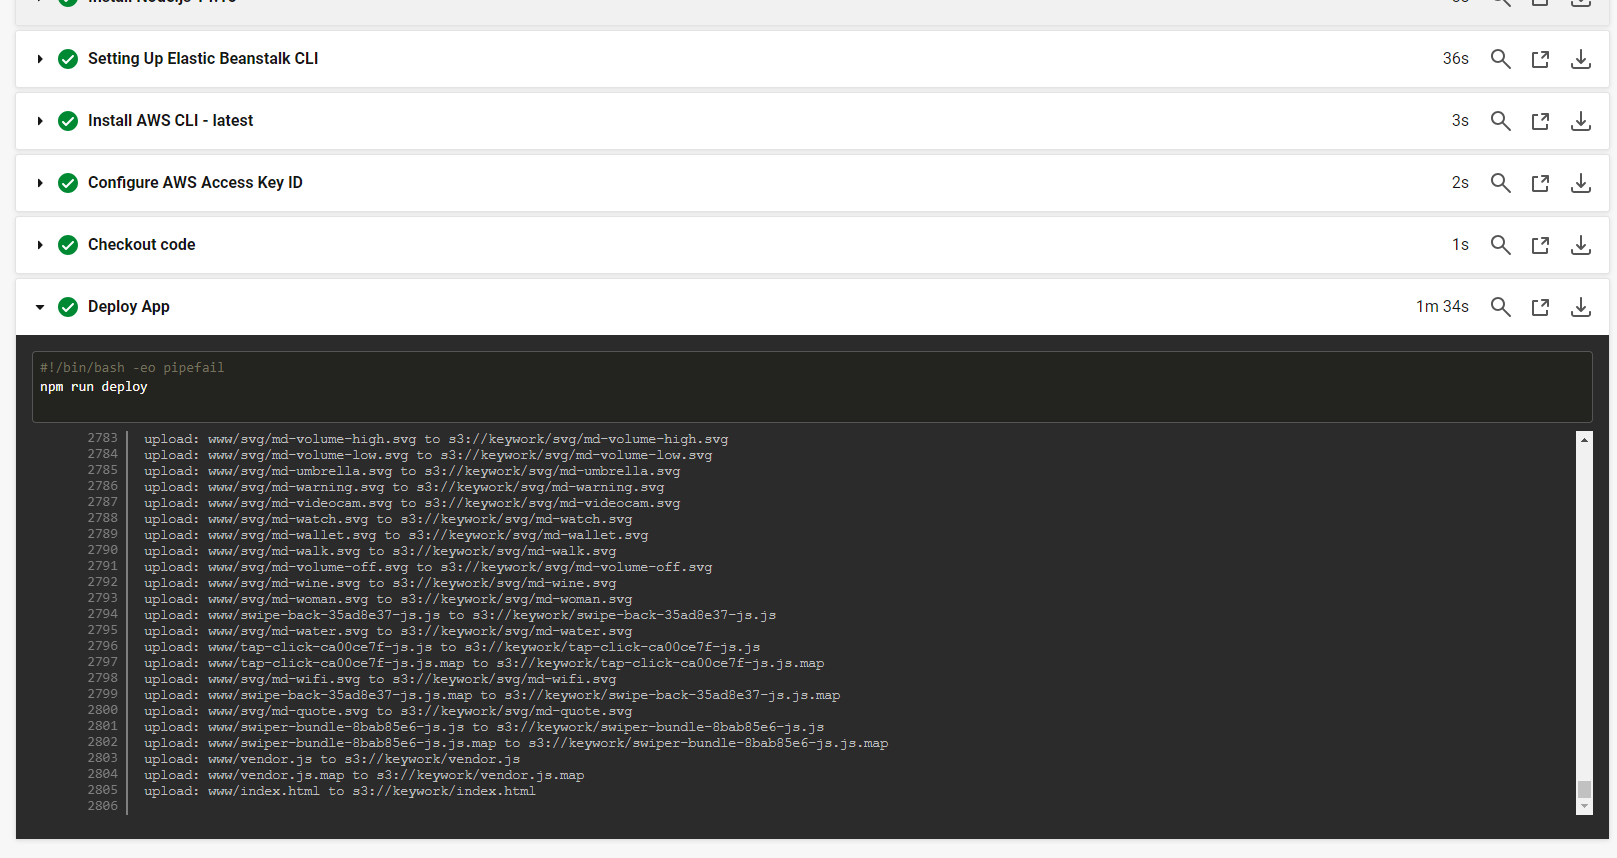 Setting Up Elastic Beanstalk CLI 36s
Install AWS CLI - latest 3s
Configure AWS Access Key ID 2s
Checkout code 1s
Deploy App 1m 34s
#!/bin/bash -eo pipefail
npm run deploy
2783 upload: www/svg/md-volume-high.svg to s3://keywork/svg/md-volume-high.svg
2784 upload: www/svg/md-volume-low.svg to s3://keywork/svg/md-volume-low.svg
2785 upload: www/svg/md-umbrella.svg to s3://keywork/svg/md-umbrella.svg
2786 upload: www/svg/md-warning.svg to s3://keywork/svg/md-warning.svg
2787 upload: www/svg/md-videocam.svg to s3://keywork/svg/md-videocam.svg
2788 upload: www/svg/md-watch.svg to s3://keywork/svg/md-watch.svg
2789 upload: www/svg/md-wallet.svg to s3://keywork/svg/md-wallet.svg
2790 upload: www/svg/md-walk.svg to s3://keywork/svg/md-walk.svg
2791 upload: www/svg/md-volume-off.svg to s3://keywork/svg/md-volume-off.svg
2792 upload: www/svg/md-wine.svg to s3://keywork/svg/md-wine.svg
2793 upload: www/svg/md-woman.svg to s3://keywork/svg/md-woman.svg
2794 upload: www/swipe-back-35ad8e37-js.js to s3://keywork/swipe-back-35ad8e37-js.js
2795 upload: www/svg/md-water.svg to s3://keywork/svg/md-water.svg
2796 upload: www/tap-click-ca00ce7f-js.js to s3://keywork/tap-click-ca00ce7f-js.js
2797 upload: www/tap-click-ca00ce7f-js.js.map to s3://keywork/tap-click-ca00ce7f-js.js.map
2798 upload: www/svg/md-wifi.svg to s3://keywork/svg/md-wifi.svg
2799 upload: www/swipe-back-35ad8e37-js.js.map to s3://keywork/swipe-back-35ad8e37-js.js.map
2800 upload: www/svg/md-quote.svg to s3://keywork/svg/md-quote.svg
2801 upload: www/swiper-bundle-8bab85e6-js.js to s3://keywork/swiper-bundle-8bab85e6-js.js
2802 upload: www/swiper-bundle-8bab85e6-js.js.map to s3://keywork/swiper-bundle-8bab85e6-js.js.map
2803 upload: www/vendor.js to s3://keywork/vendor.js
2804 upload: www/vendor.js.map to s3://keywork/vendor.js.map
2805 upload: www/index.html to s3://keywork/index.html
2806